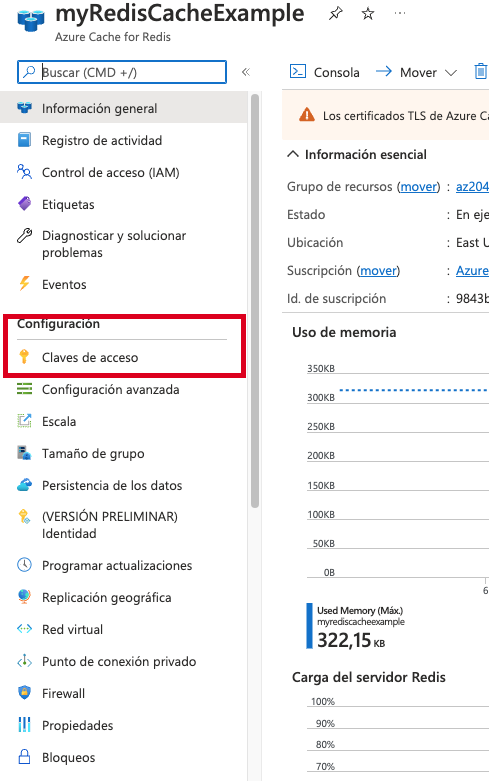 myRedisCacheExample
Azure Cache for Redis
Buscar (CMD +/)
Información general
Registro de actividad
Control de acceso (IAM)
Etiquetas
Diagnosticar y solucionar
problemas
Eventos
Configuración
Claves de acceso
Configuración avanzada
Escala
Tamaño de grupo
Persistencia de los datos
(VERSIÓN PRELIMINAR)
Identidad
Programar actualizaciones
Replicación geográfica
Red virtual
Punto de conexión privado
Firewall
Propiedades
Bloqueos
Consola
Mover
Los certificados TLS de Azure Ca
Información esencial
Grupo de recursos (mover) : az204
Estado : En eje
Ubicación : East U
Suscripción (mover) : Azure
Id. de suscripción : 9843b
Uso de memoria
350KB
300KB
250KB
200KB
150KB
100KB
50KB
0B
6
Used Memory (Máx.)
myrediscacheexample
322,15 KB
Carga del servidor Redis
100%
90%
80%
70%